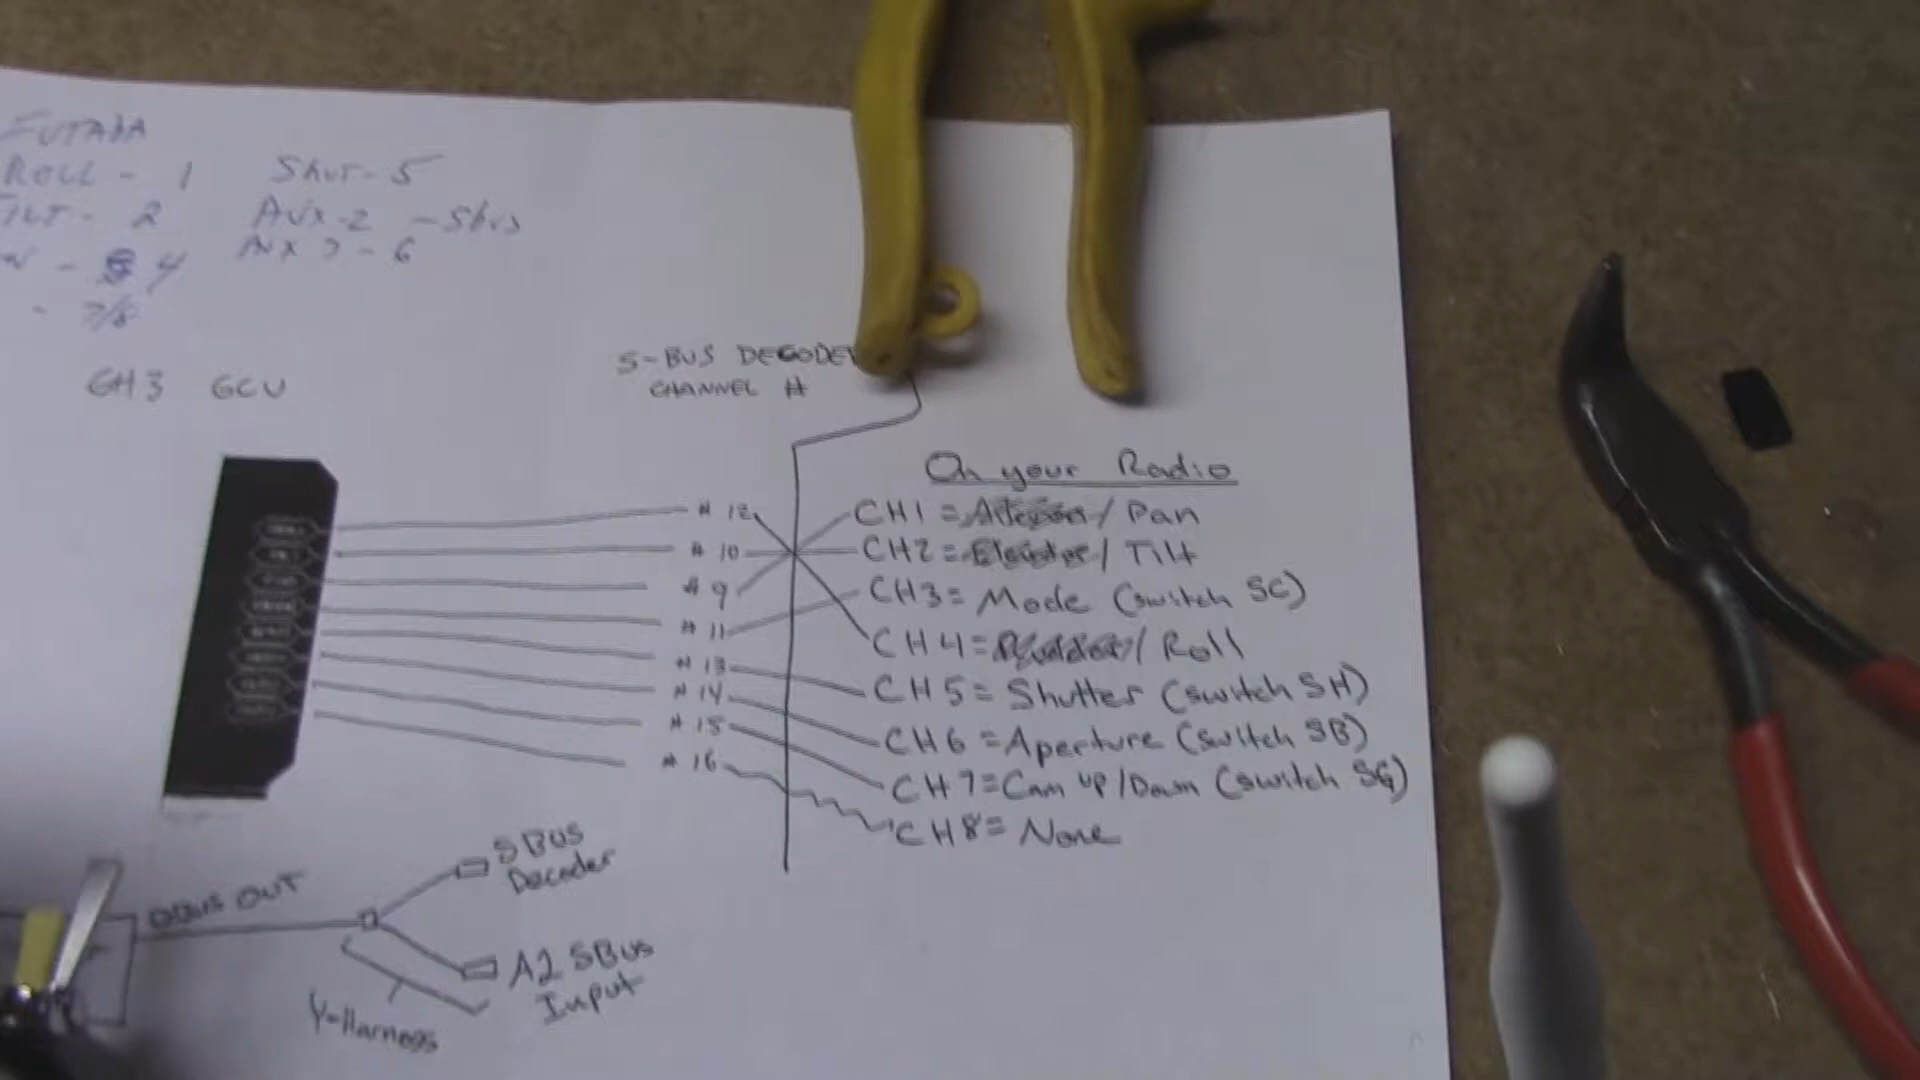 FUTABA
ROLL - 1 Shut - 5
TILT - 2 AUX-2 - Sbus
- 4 AUX - 6
- 7/8
GH3 GCU
S-BUS DECODER
CHANNEL #
On your Radio
# 12 CH1 = / Pan
# 10 CH2 = Elevator / Tilt
# 9 CH3 = Mode (switch SC)
# 11 CH4 = / Roll
# 13 CH5 = Shutter (switch SH)
# 14 CH6 = Aperture (switch SB)
# 15 CH7 = Cam up/Down (switch SG)
# 16 CH8 = None
SBUS
Decoder
OUT
A2 SBus
Input
Y-Harness